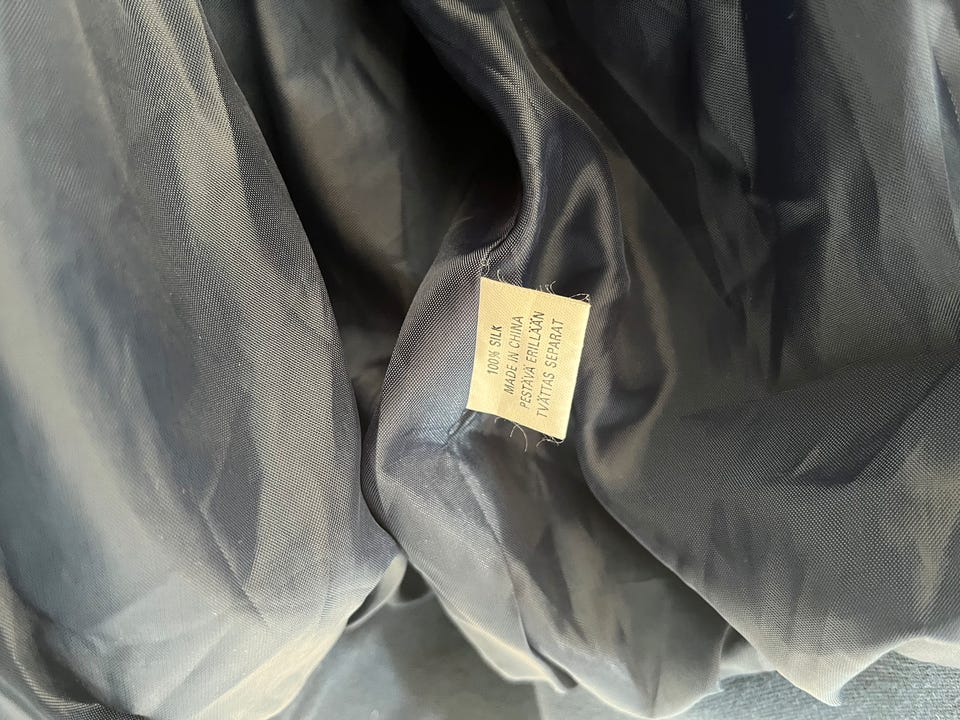 100% SILK
MADE IN CHINA
PESTÄVÄ ERILLÄÄN
TVÄTTAS SEPARAT